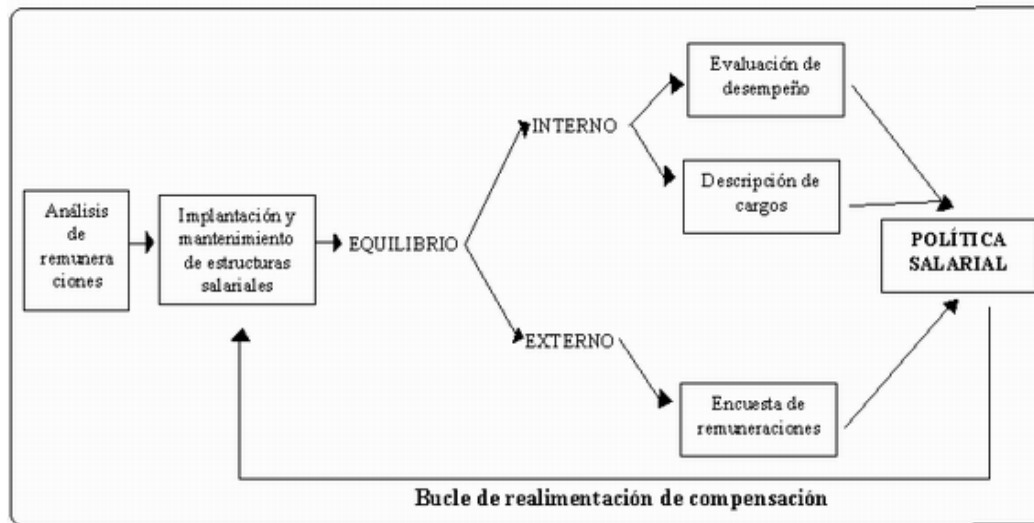 Evaluación de
desempeño
INTERNO
Descripción de
cargos
Análisis
de
remunera
ciones
Implantación y
mantenimiento
de estructuras
salariales
EQUILIBRIO
POLÍTICA
SALARIAL
EXTERNO
Encuesta de
remuneraciones
Bucle de realimentación de compensación